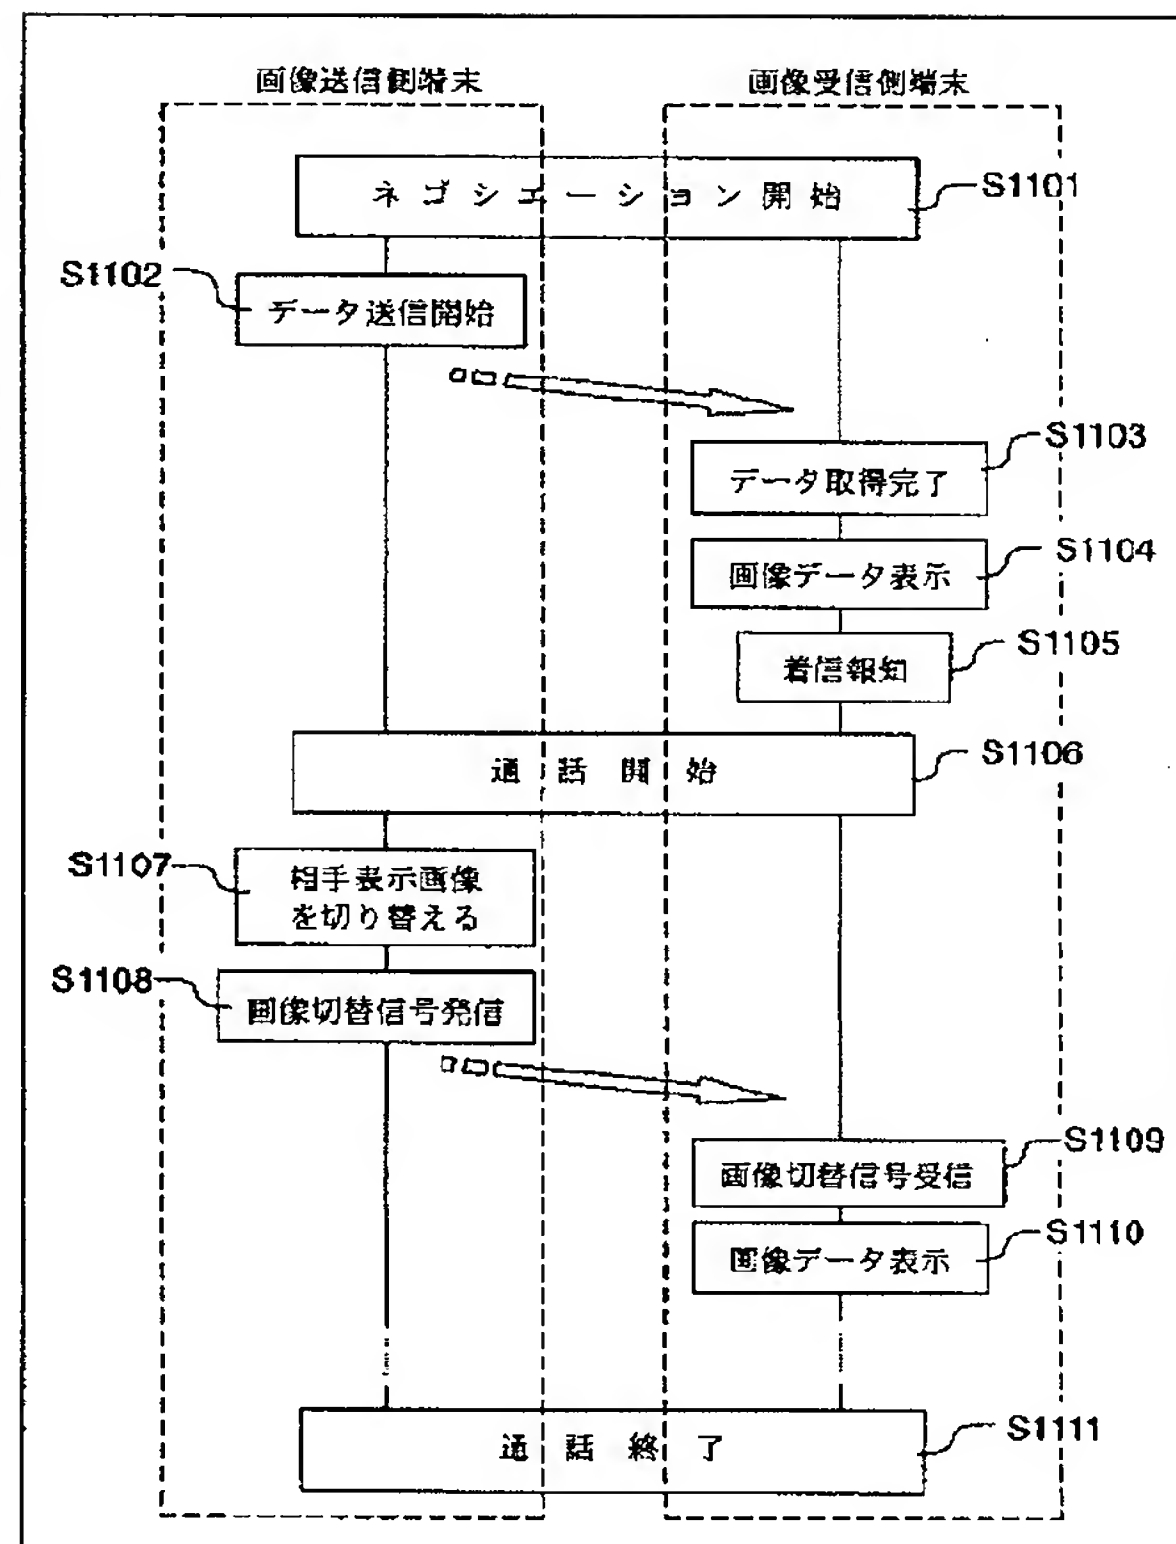 画像送信側端末
画像受信側端末
ネゴシエーション開始
S1101
S1102
データ送信開始
S1103
データ取得完了
S1104
画像データ表示
S1105
着信報知
通話開始
S1106
S1107
相手表示画像
を切り替える
S1108
画像切替信号発信
S1109
画像切替信号受信
S1110
画像データ表示
通話終了
S1111